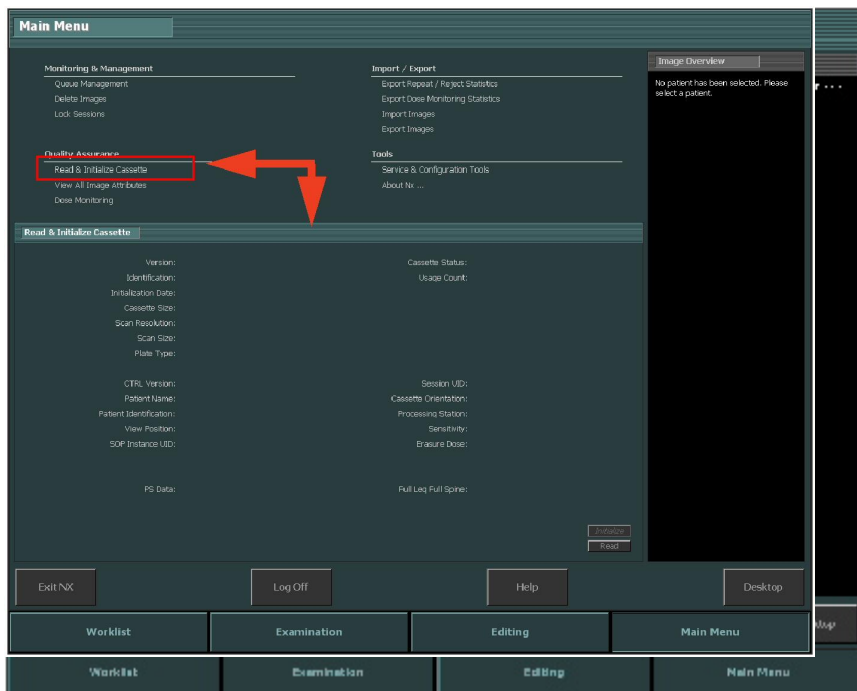 Main Menu
Monitoring & Management
Queue Management
Delete Images
Lock Sessions
Import / Export
Export Repeat / Reject Statistics
Export Dose Monitoring Statistics
Import Images
Export Images
Quality Assurance
Read & Initialize Cassette
View All Image Attributes
Dose Monitoring
Tools
Service & Configuration Tools
About Nx ...
Image Overview
No patient has been selected. Please
select a patient.
Read & Initialize Cassette
Version:
Identification:
Initialization Date:
Cassette Size:
Scan Resolution:
Scan Size:
Plate Type:
Cassette Status:
Usage Count:
CTRL Version:
Patient Name:
Patient Identification:
View Position:
SOP Instance UID:
Session UID:
Cassette Orientation:
Processing Station:
Sensitivity:
Erasure Dose:
PS Data:
Full Leg Full Spine:
Initialize
Read
Exit NX
Log Off
Help
Desktop
Worklist
Examination
Editing
Main Menu
Worklist
Examination
Editing
Main Menu